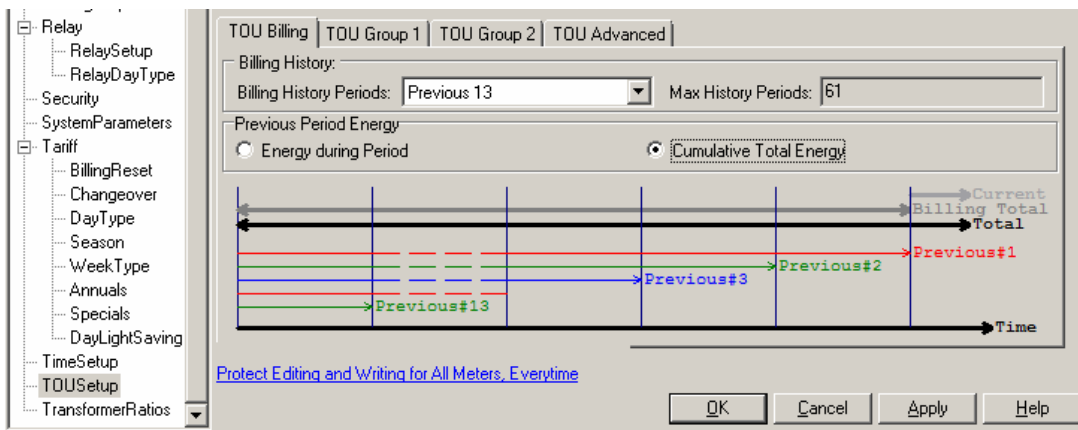 Relay
RelaySetup
RelayDayType
Security
SystemParameters
Tariff
BillingReset
Changeover
DayType
Season
WeekType
Annuals
Specials
DayLightSaving
TimeSetup
TOUSetup
TransformerRatios
TOU Billing TOU Group 1 TOU Group 2 TOU Advanced
Billing History:
Billing History Periods: Previous 13 Max History Periods: 61
Previous Period Energy
Energy during Period Cumulative Total Energy
Current
Billing Total
Total
Previous#1
Previous#2
Previous#3
Previous#13
Time
Protect Editing and Writing for All Meters, Everytime
OK Cancel Apply Help